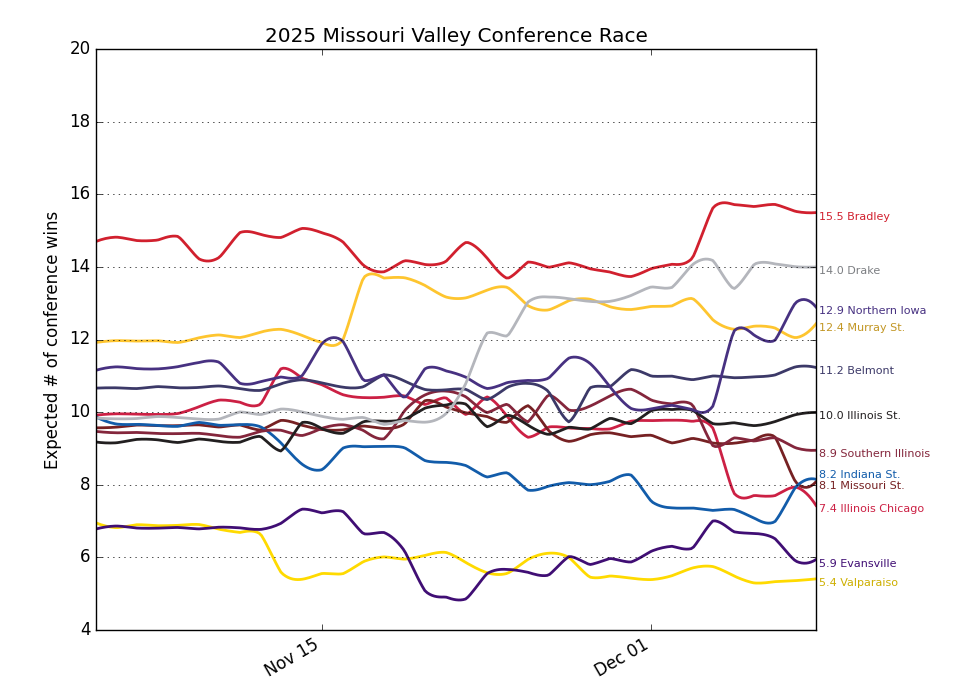 2025 Missouri Valley Conference Race
Expected # of conference wins
20
18
16
14
12
10
8
6
4
Nov 15
Dec 01
15.5 Bradley
14.0 Drake
12.9 Northern Iowa
12.4 Murray St.
11.2 Belmont
10.0 Illinois St.
8.9 Southern Illinois
8.2 Indiana St.
8.1 Missouri St.
7.4 Illinois Chicago
5.9 Evansville
5.4 Valparaiso